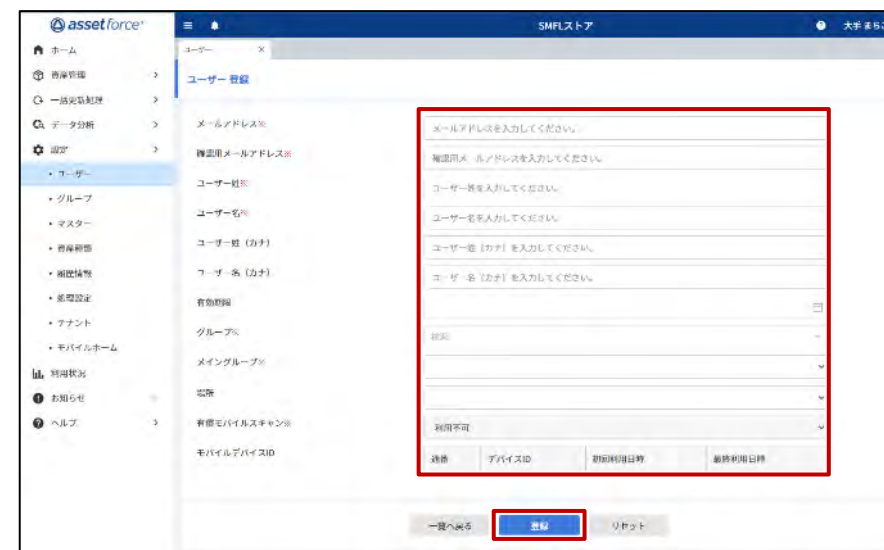 assetforce
SMFLストア
大手 まらこ
ホーム
ユーザー ×
資産管理
ユーザー 登録
一括更新処理
データ分析
メールアドレス※
メールアドレスを入力してください。
設定
確認用メールアドレス※
確認用メールアドレスを入力してください。
・ユーザー
ユーザー姓※
ユーザー姓を入力してください。
・グループ
ユーザー名※
ユーザー名を入力してください。
・マスター
ユーザー姓（カナ）
ユーザー姓（カナ）を入力してください。
・資産種類
・履歴情報
ユーザー名（カナ）
ユーザー名（カナ）を入力してください。
・処理設定
有効期限
・テナント
グループ※
検索
・モバイルホーム
メイングループ※
利用状況
場所
お知らせ
有償モバイルスキャン※
利用不可
ヘルプ
モバイルデバイスID
連番 デバイスID 初回利用日時 最終利用日時
一覧へ戻る 登録 リセット